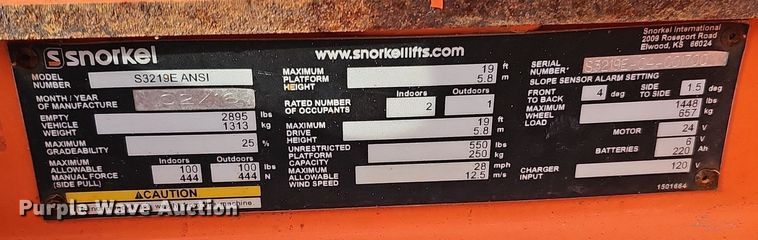 snorkel
MODEL NUMBER S3219E ANSI
MONTH / YEAR OF MANUFACTURE
EMPTY VEHICLE WEIGHT 2895 lbs 1313 kg
MAXIMUM GRADEABILITY 25 %
Indoors Outdoors
MAXIMUM ALLOWABLE MANUAL FORCE (SIDE PULL) 100 444 100 444 lbs N
CAUTION
www.snorkellifts.com
MAXIMUM PLATFORM HEIGHT 19 ft 5.8 m
Indoors Outdoors
RATED NUMBER OF OCCUPANTS 2 1
MAXIMUM DRIVE HEIGHT 19 ft 5.8 m
UNRESTRICTED PLATFORM CAPACITY 550 lbs 250 kg
MAXIMUM ALLOWABLE WIND SPEED 28 mph 12.5 m/s
Snorkel International
2009 Roseport Road
Elwood, KS 66024
SERIAL NUMBER:
SLOPE SENSOR ALARM SETTING
FRONT TO BACK 4 deg SIDE TO SIDE 1.5 deg
MAXIMUM WHEEL LOAD 1448 lbs 657 kg
MOTOR 24 V
BATTERIES 6 V 220 Ah
CHARGER INPUT 120 V
1501664
Purple Wave Auction
machine.